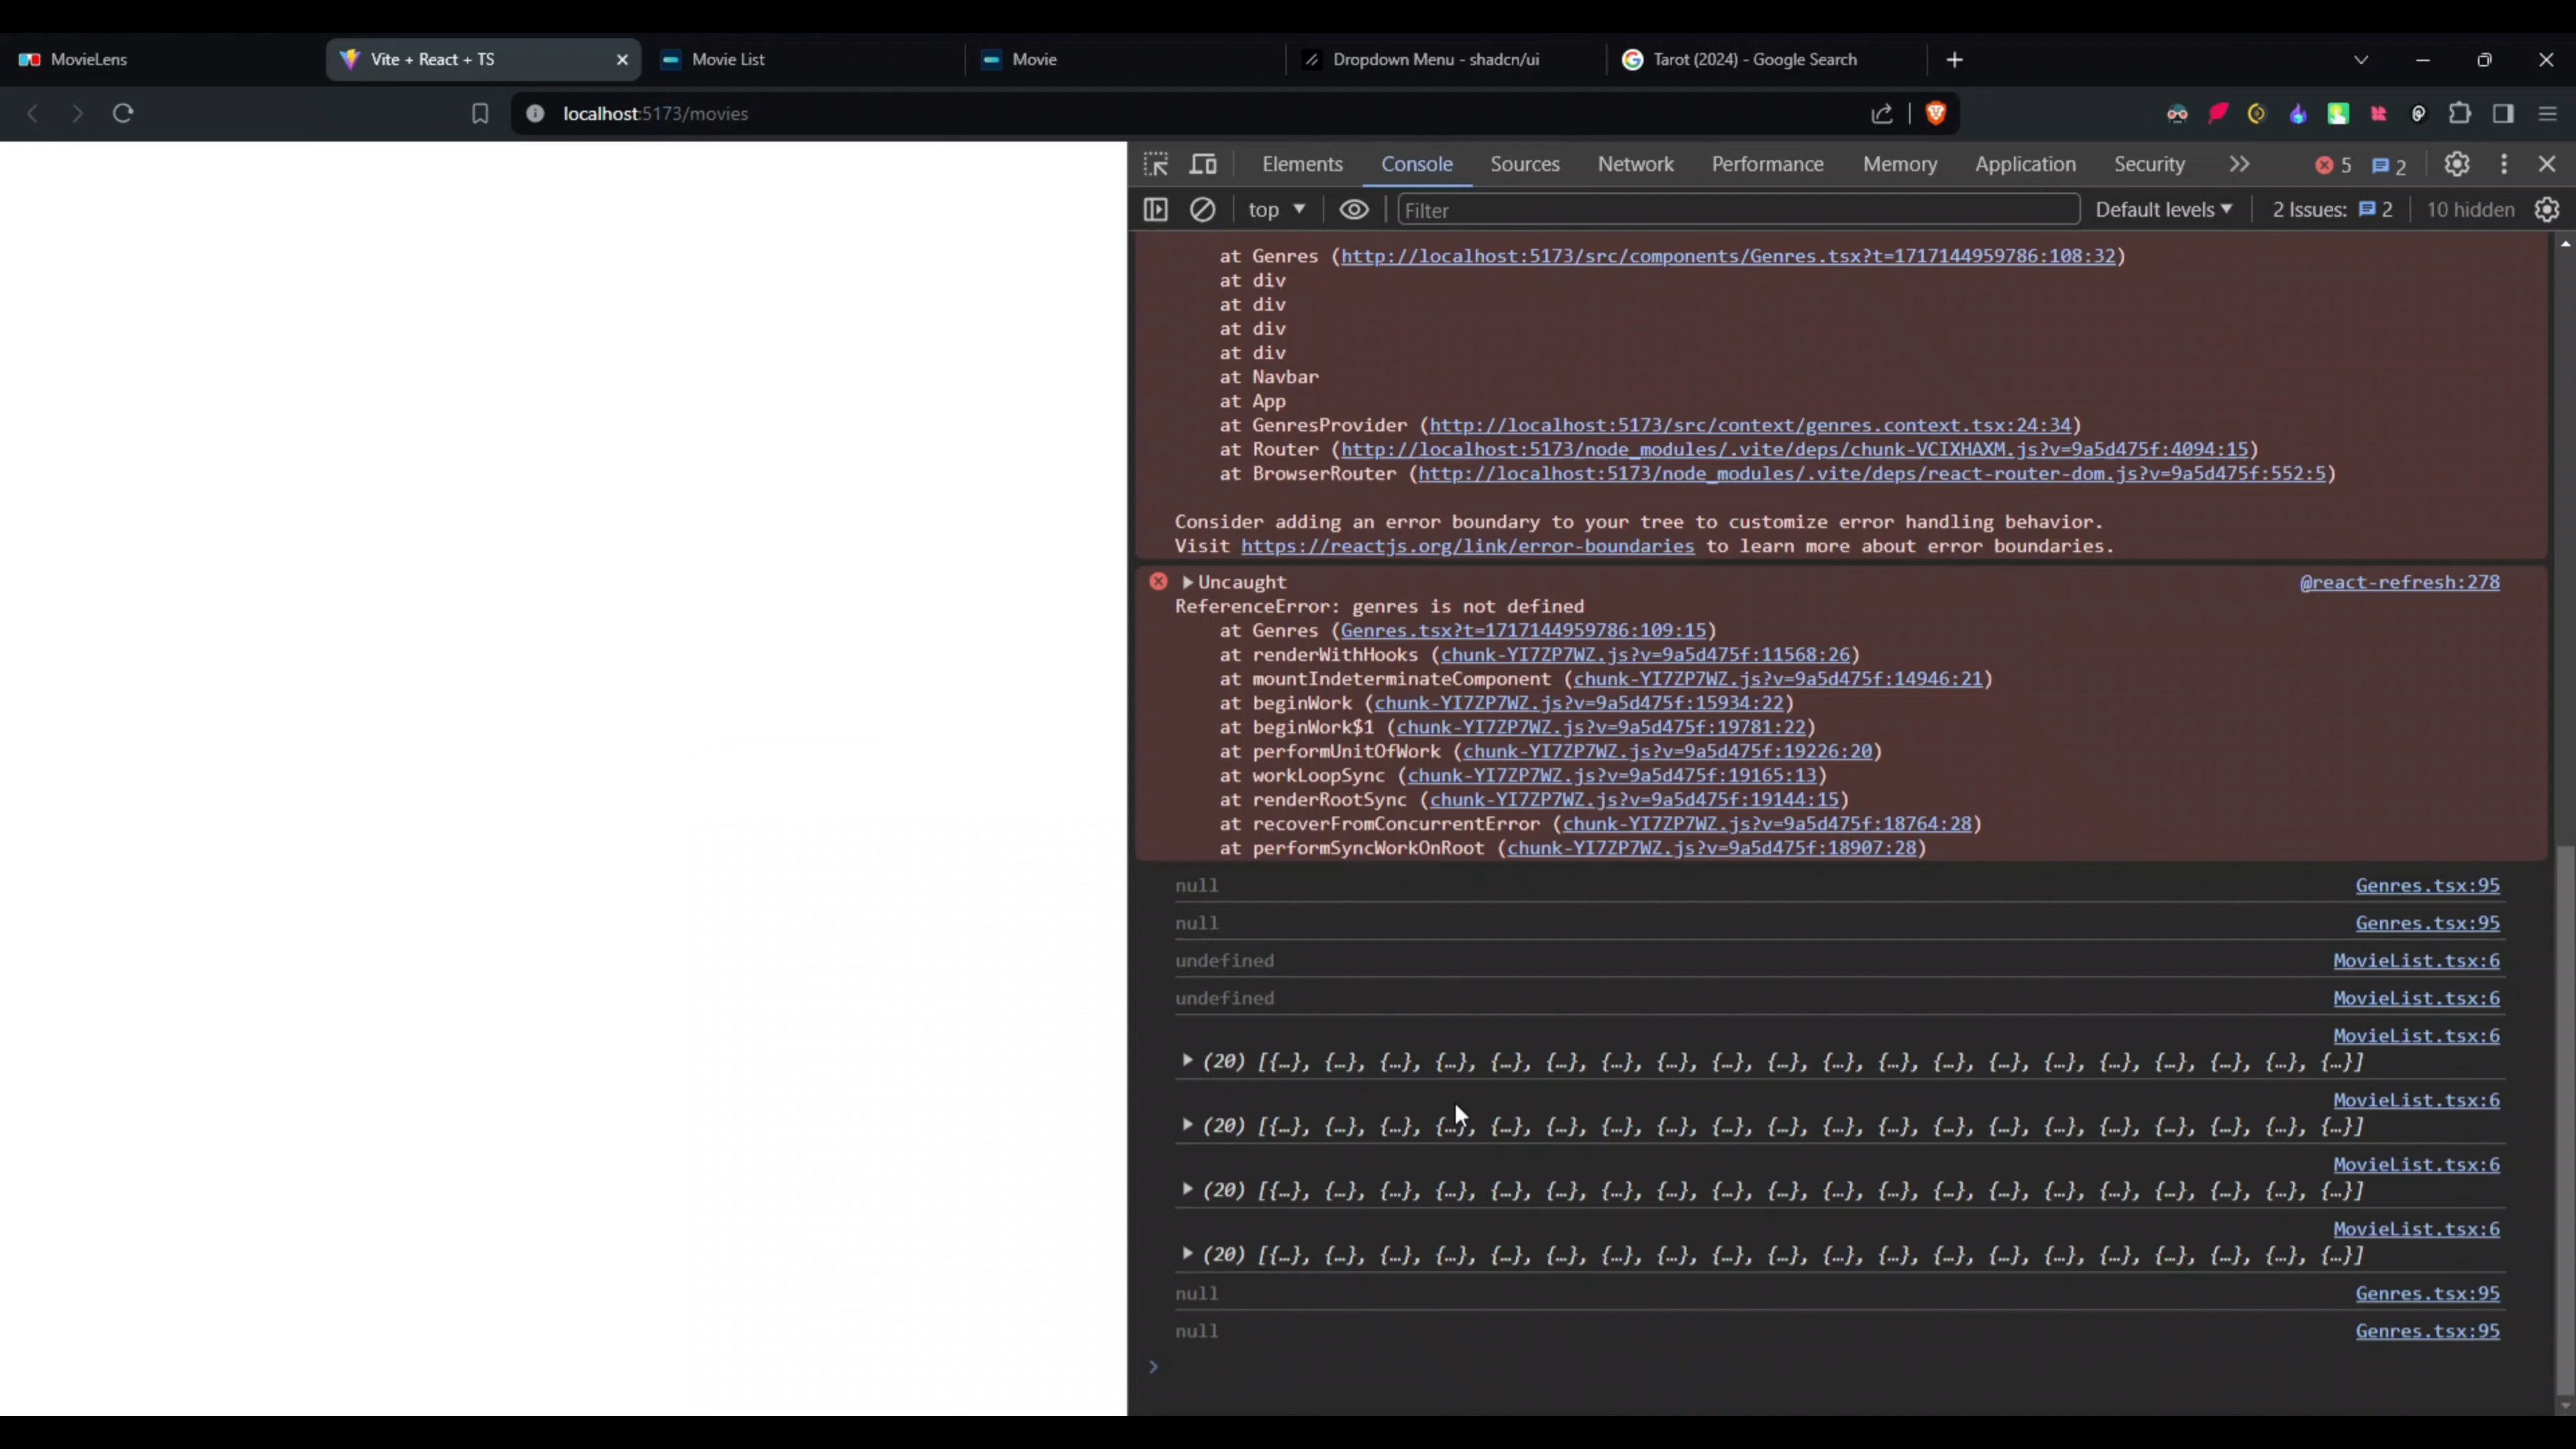 MovieLens
Vite + React + TS
Movie List
Movie
Dropdown Menu - shadcn/ui
Tarot (2024) - Google Search
localhost:5173/movies
Elements
Console
Sources
Network
Performance
Memory
Application
Security
5
2
top
Filter
Default levels
2 Issues: 2
10 hidden
at Genres (http://localhost:5173/src/components/Genres.tsx?t=1717144959786:108:32)
at div
at div
at div
at div
at Navbar
at App
at GenresProvider (http://localhost:5173/src/context/genres.context.tsx:24:34)
at Router (http://localhost:5173/node_modules/.vite/deps/chunk-VCIXHAXM.js?v=9a5d475f:4094:15)
at BrowserRouter (http://localhost:5173/node_modules/.vite/deps/react-router-dom.js?v=9a5d475f:552:5)
Consider adding an error boundary to your tree to customize error handling behavior.
Visit https://reactjs.org/link/error-boundaries to learn more about error boundaries.
Uncaught @react-refresh:278
ReferenceError: genres is not defined
at Genres (Genres.tsx?t=1717144959786:109:15)
at renderWithHooks (chunk-YI7ZP7WZ.js?v=9a5d475f:11568:26)
at mountIndeterminateComponent (chunk-YI7ZP7WZ.js?v=9a5d475f:14946:21)
at beginWork (chunk-YI7ZP7WZ.js?v=9a5d475f:15934:22)
at beginWork$1 (chunk-YI7ZP7WZ.js?v=9a5d475f:19781:22)
at performUnitOfWork (chunk-YI7ZP7WZ.js?v=9a5d475f:19226:20)
at workLoopSync (chunk-YI7ZP7WZ.js?v=9a5d475f:19165:13)
at renderRootSync (chunk-YI7ZP7WZ.js?v=9a5d475f:19144:15)
at recoverFromConcurrentError (chunk-YI7ZP7WZ.js?v=9a5d475f:18764:28)
at performSyncWorkOnRoot (chunk-YI7ZP7WZ.js?v=9a5d475f:18907:28)
null Genres.tsx:95
null Genres.tsx:95
undefined MovieList.tsx:6
undefined MovieList.tsx:6
MovieList.tsx:6
(20) [{…}, {…}, {…}, {…}, {…}, {…}, {…}, {…}, {…}, {…}, {…}, {…}, {…}, {…}, {…}, {…}, {…}, {…}, {…}, {…}]
MovieList.tsx:6
(20) [{…}, {…}, {…}, {…}, {…}, {…}, {…}, {…}, {…}, {…}, {…}, {…}, {…}, {…}, {…}, {…}, {…}, {…}, {…}, {…}]
MovieList.tsx:6
(20) [{…}, {…}, {…}, {…}, {…}, {…}, {…}, {…}, {…}, {…}, {…}, {…}, {…}, {…}, {…}, {…}, {…}, {…}, {…}, {…}]
MovieList.tsx:6
(20) [{…}, {…}, {…}, {…}, {…}, {…}, {…}, {…}, {…}, {…}, {…}, {…}, {…}, {…}, {…}, {…}, {…}, {…}, {…}, {…}]
null Genres.tsx:95
null Genres.tsx:95